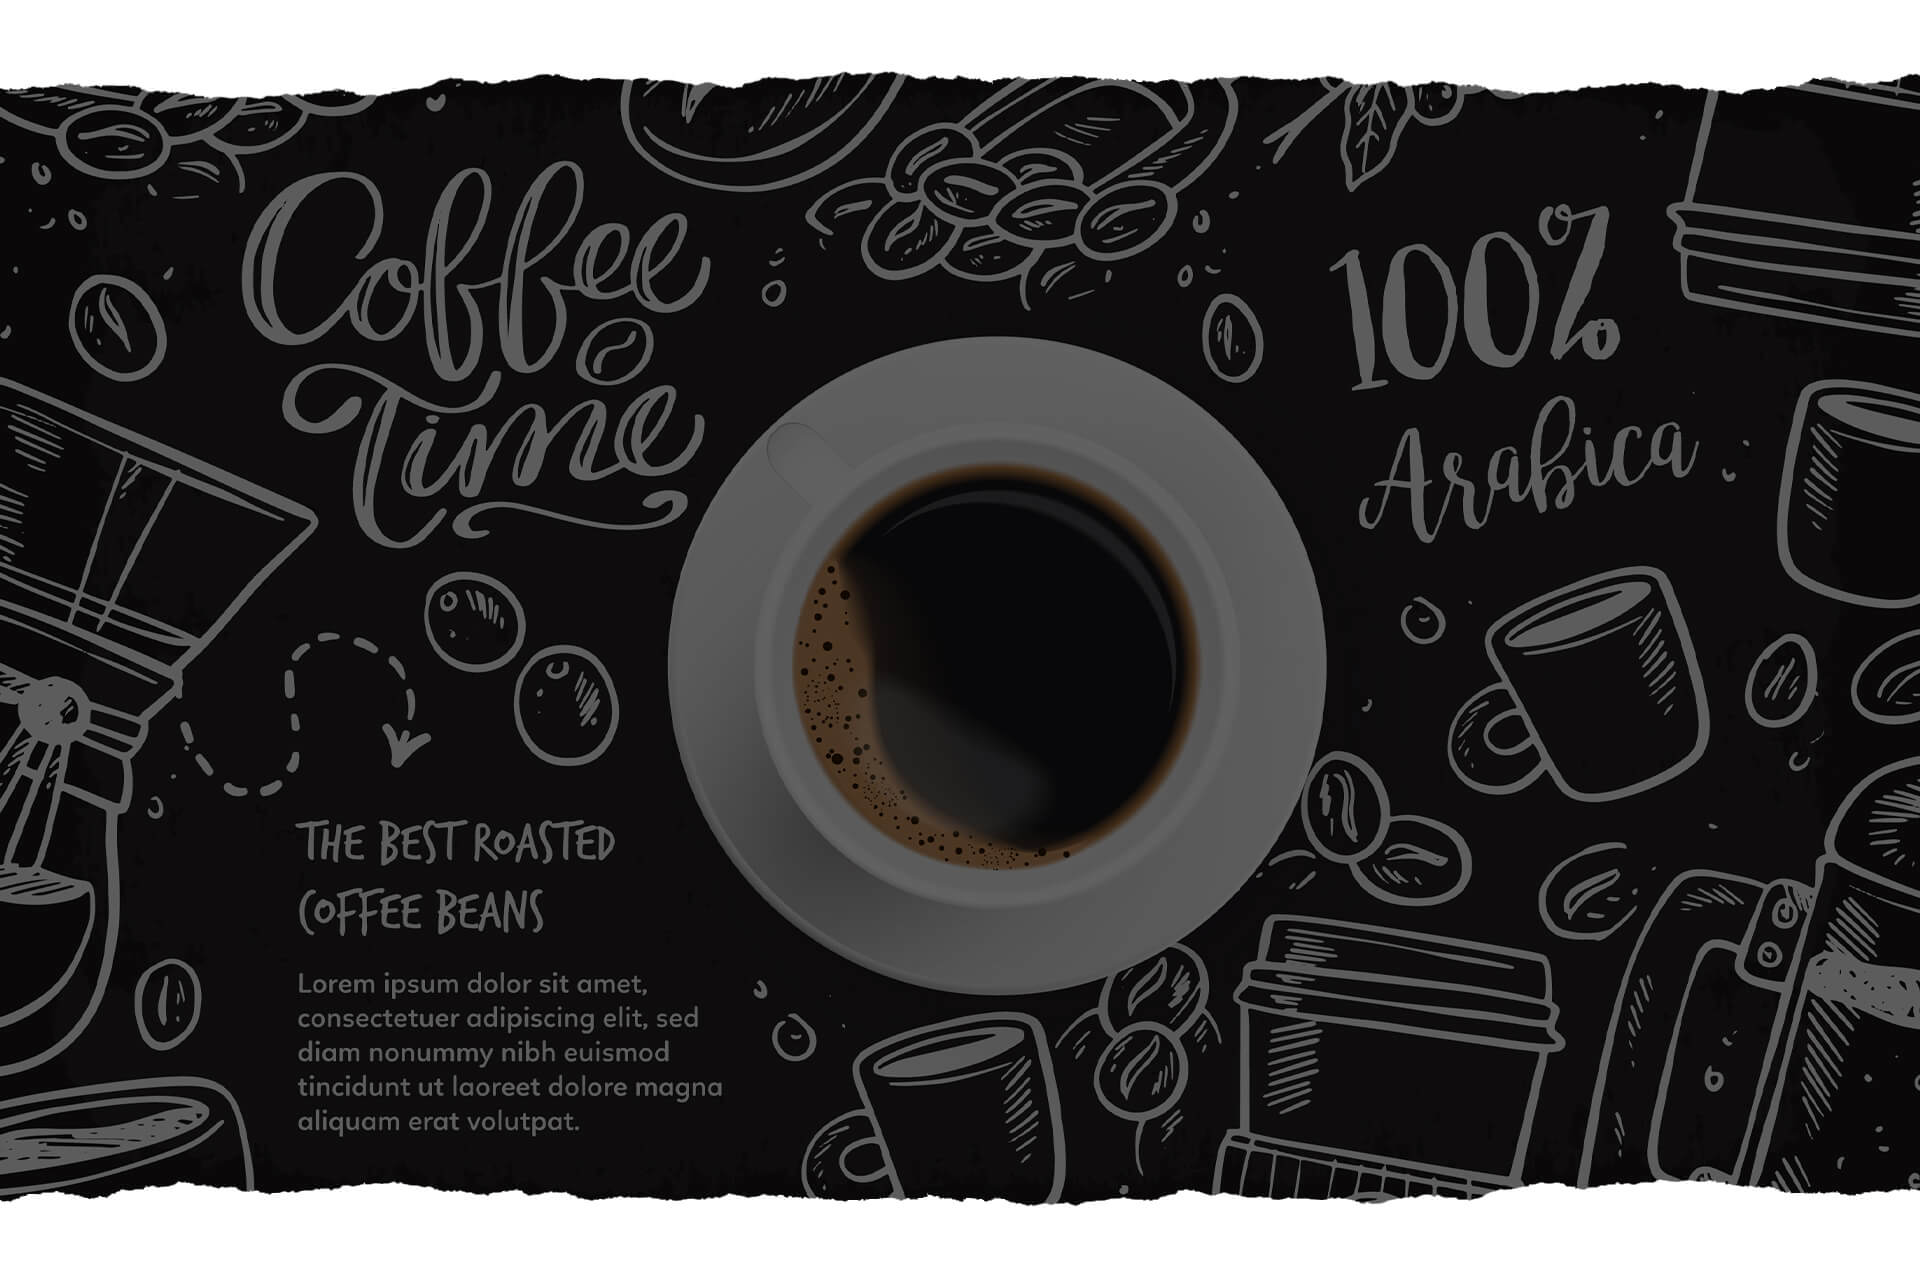 Coffee
Time
100%
Arabica
THE BEST ROASTED
COFFEE BEANS
Lorem ipsum dolor sit amet,
consectetuer adipiscing elit, sed
diam nonummy nibh euismod
tincidunt ut laoreet dolore magna
aliquam erat volutpat.